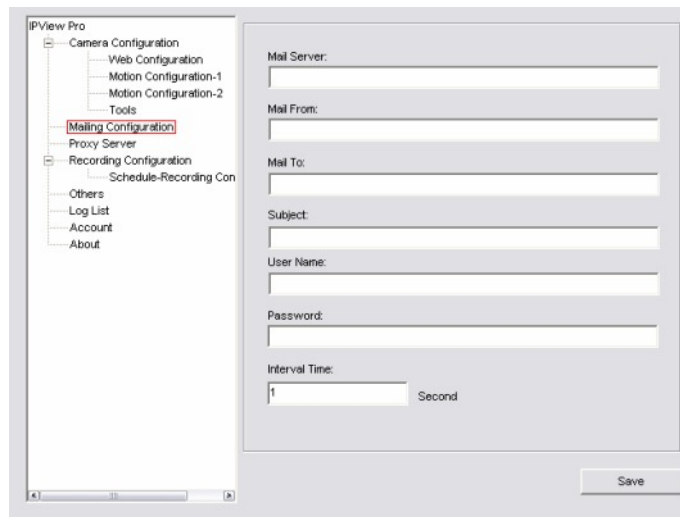 IPView Pro
Camera Configuration
Web Configuration
Motion Configuration-1
Motion Configuration-2
Tools
Mailing Configuration
Proxy Server
Recording Configuration
Schedule-Recording Con
Others
Log List
Account
About
Mail Server:
Mail From:
Mail To:
Subject:
User Name:
Password:
Interval Time:
1 Second
Save